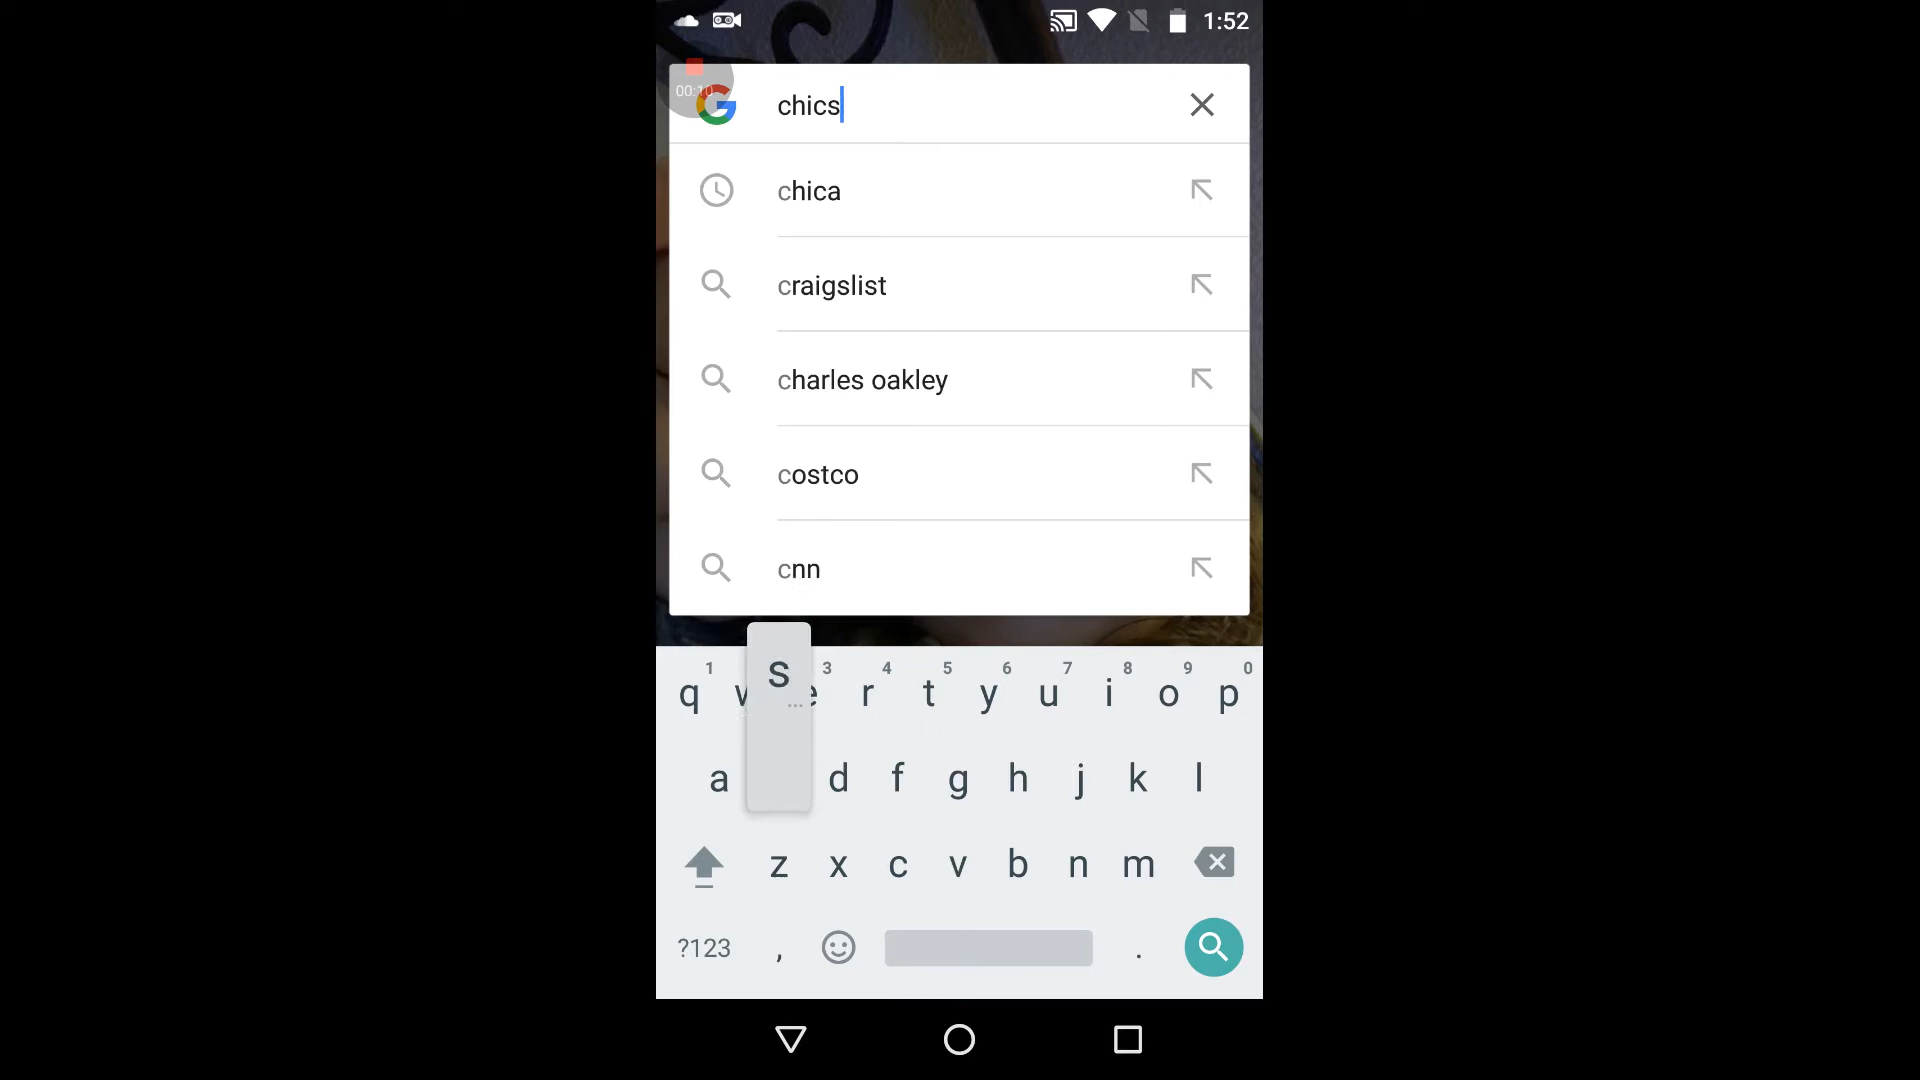 1:52
00:10
chics
chica
craigslist
charles oakley
costco
cnn
s
...
1 3 4 5 6 7 8 9 0
q w e r t y u i o p
a d f g h j k l
z x c v b n m
?123 , .